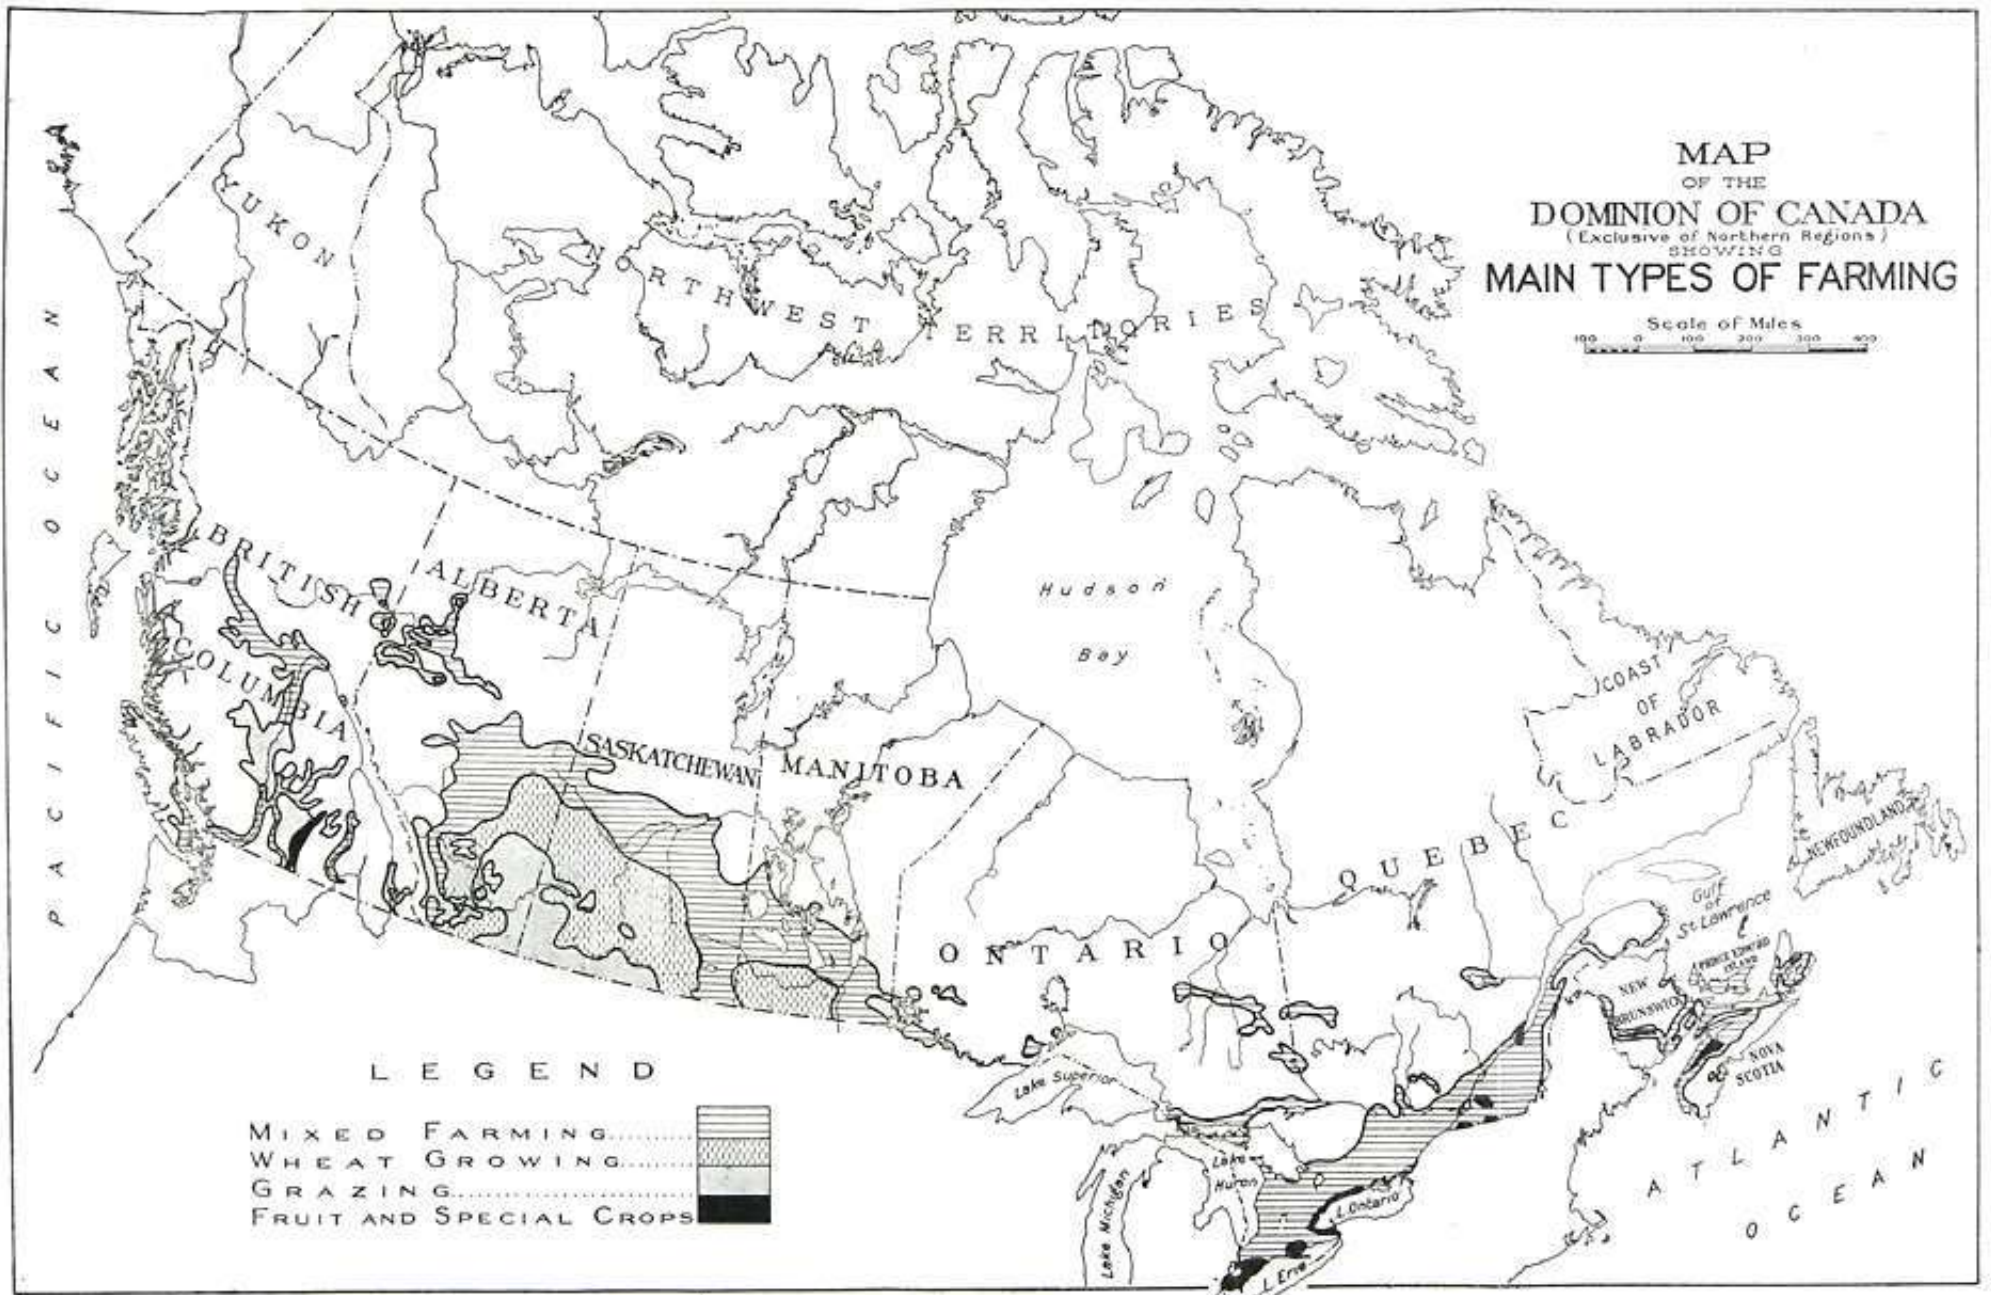 MAP
OF THE
DOMINION OF CANADA
(Exclusive of Northern Regions)
SHOWING
MAIN TYPES OF FARMING
Scale of Miles
100 0 100 200 300 400
YUKON
NORTHWEST TERRITORIES
PACIFIC OCEAN
BRITISH
COLUMBIA
ALBERTA
SASKATCHEWAN
MANITOBA
Hudson
Bay
ONTARIO
QUEBEC
COAST
OF
LABRADOR
NEWFOUNDLAND
Gulf
of
St Lawrence
PRINCE EDWARD
ISLAND
NEW
BRUNSWICK
NOVA
SCOTIA
Lake Superior
Lake Michigan
Lake
Huron
L. Ontario
L. Erie
ATLANTIC
OCEAN
LEGEND
MIXED FARMING
WHEAT GROWING
GRAZING
FRUIT AND SPECIAL CROPS